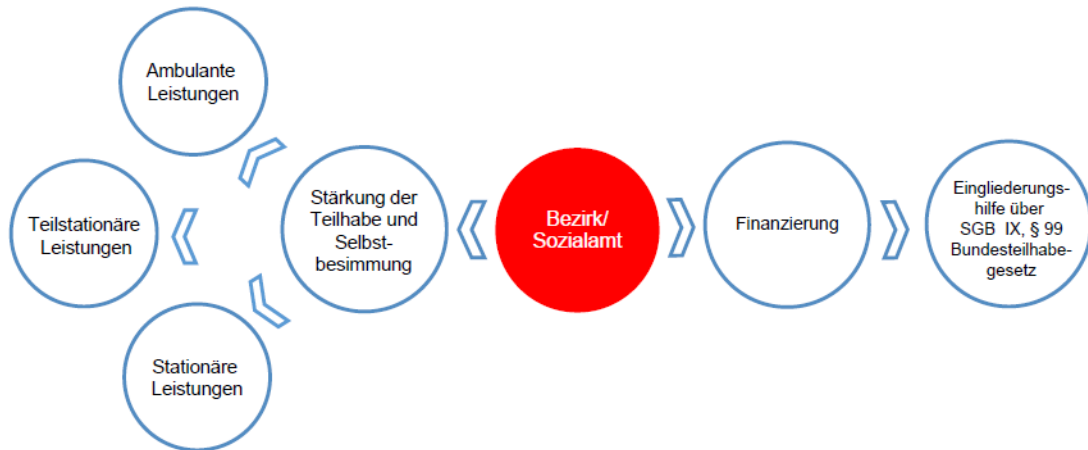 Ambulante
Leistungen
Teilstationäre
Leistungen
Stationäre
Leistungen
Stärkung der
Teilhabe und
Selbst-
besimmung
Bezirk/
Sozialamt
Finanzierung
Eingliederungs-
hilfe über
SGB IX, § 99
Bundesteilhabe-
gesetz